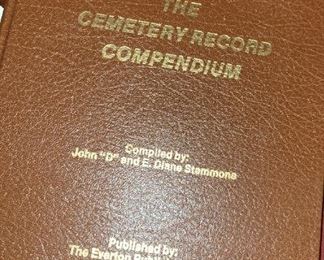 THE
CEMETERY RECORD
COMPENDIUM
Compiled by:
John "D" and E. Diane Stemmons
Published by:
The Everton